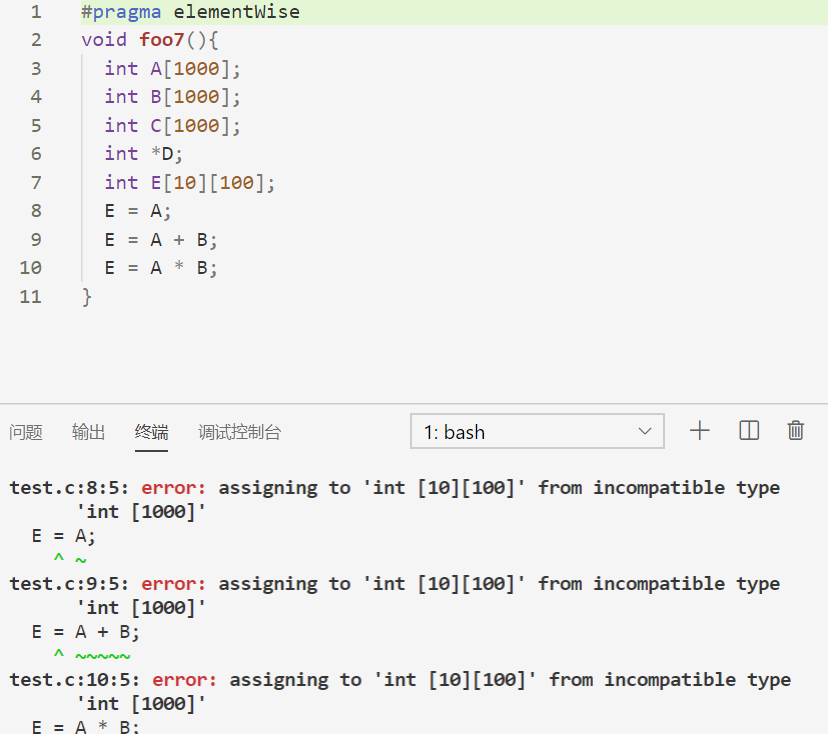 1 #pragma elementWise
2 void foo7(){
3 int A[1000];
4 int B[1000];
5 int C[1000];
6 int *D;
7 int E[10][100];
8 E = A;
9 E = A + B;
10 E = A * B;
11 }
问题 输出 终端 调试控制台 1: bash
test.c:8:5: error: assigning to 'int [10][100]' from incompatible type
'int [1000]'
E = A;
^ ~
test.c:9:5: error: assigning to 'int [10][100]' from incompatible type
'int [1000]'
E = A + B;
^ ~~~~~
test.c:10:5: error: assigning to 'int [10][100]' from incompatible type
'int [1000]'
E = A * B;